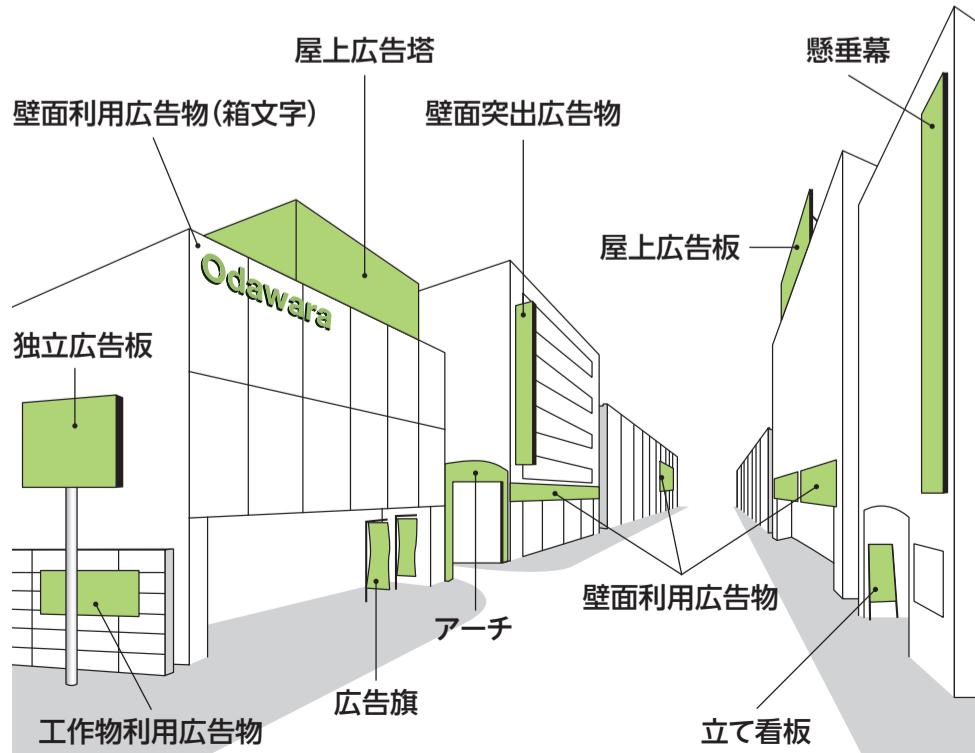 屋上広告塔
懸垂幕
壁面利用広告物(箱文字)
壁面突出広告物
屋上広告板
Odawara
独立広告板
壁面利用広告物
アーチ
広告旗
工作物利用広告物
立て看板